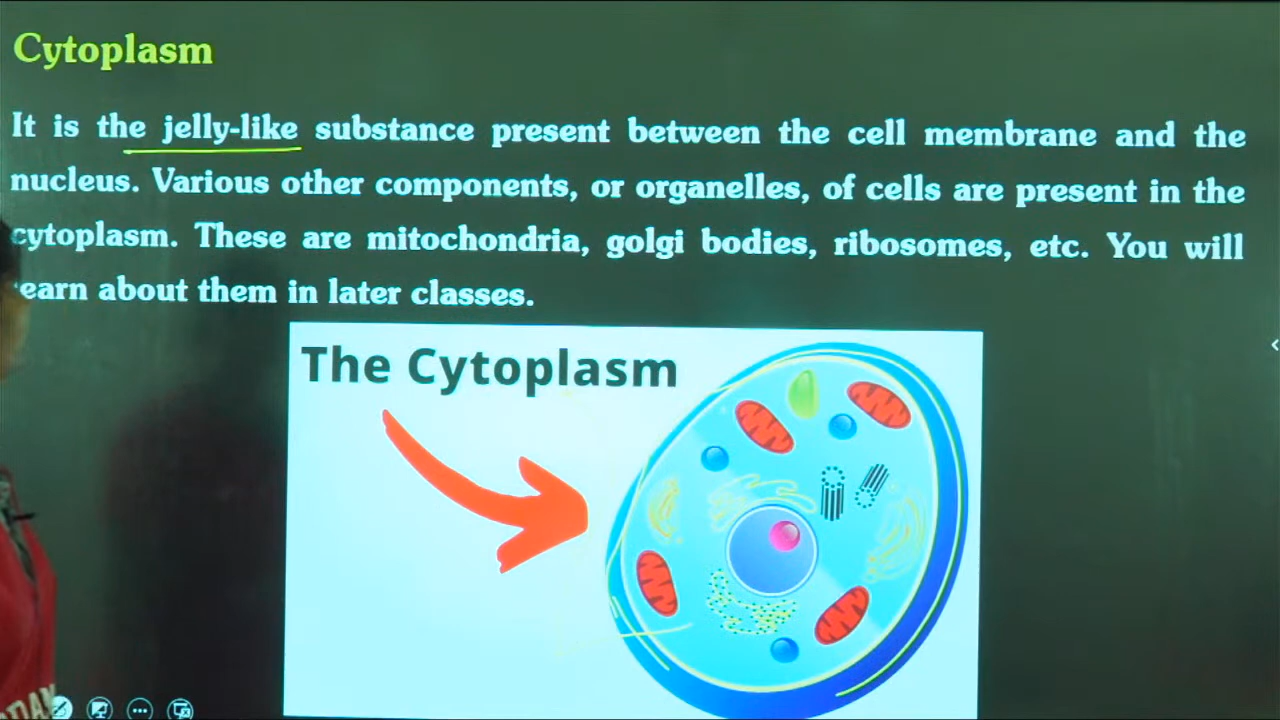 Cytoplasm
It is the jelly-like substance present between the cell membrane and the
nucleus. Various other components, or organelles, of cells are present in the
cytoplasm. These are mitochondria, golgi bodies, ribosomes, etc. You will
earn about them in later classes.
The Cytoplasm
DAY